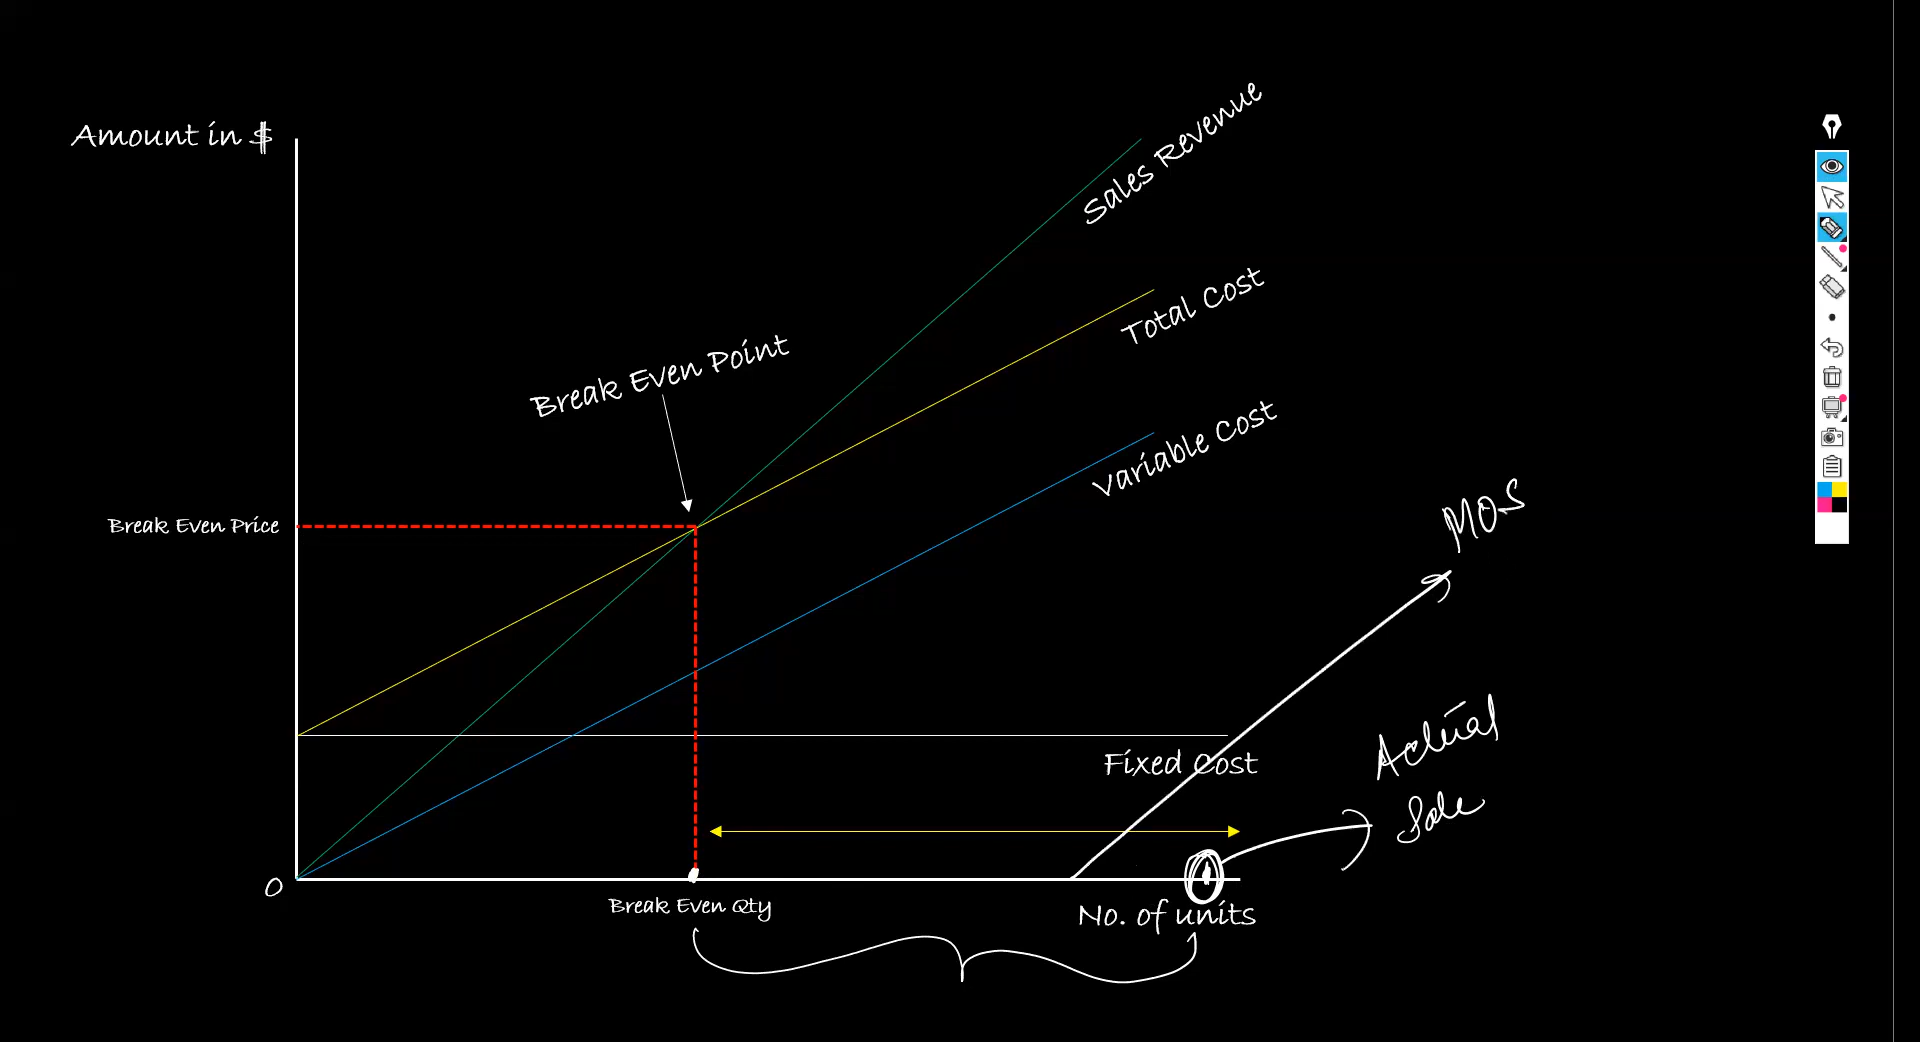 Amount in $
Sales Revenue
Total Cost
Break Even Point
Variable Cost
Break Even Price
MOS
Actual
Sale
Fixed Cost
0
Break Even Qty
No. of units